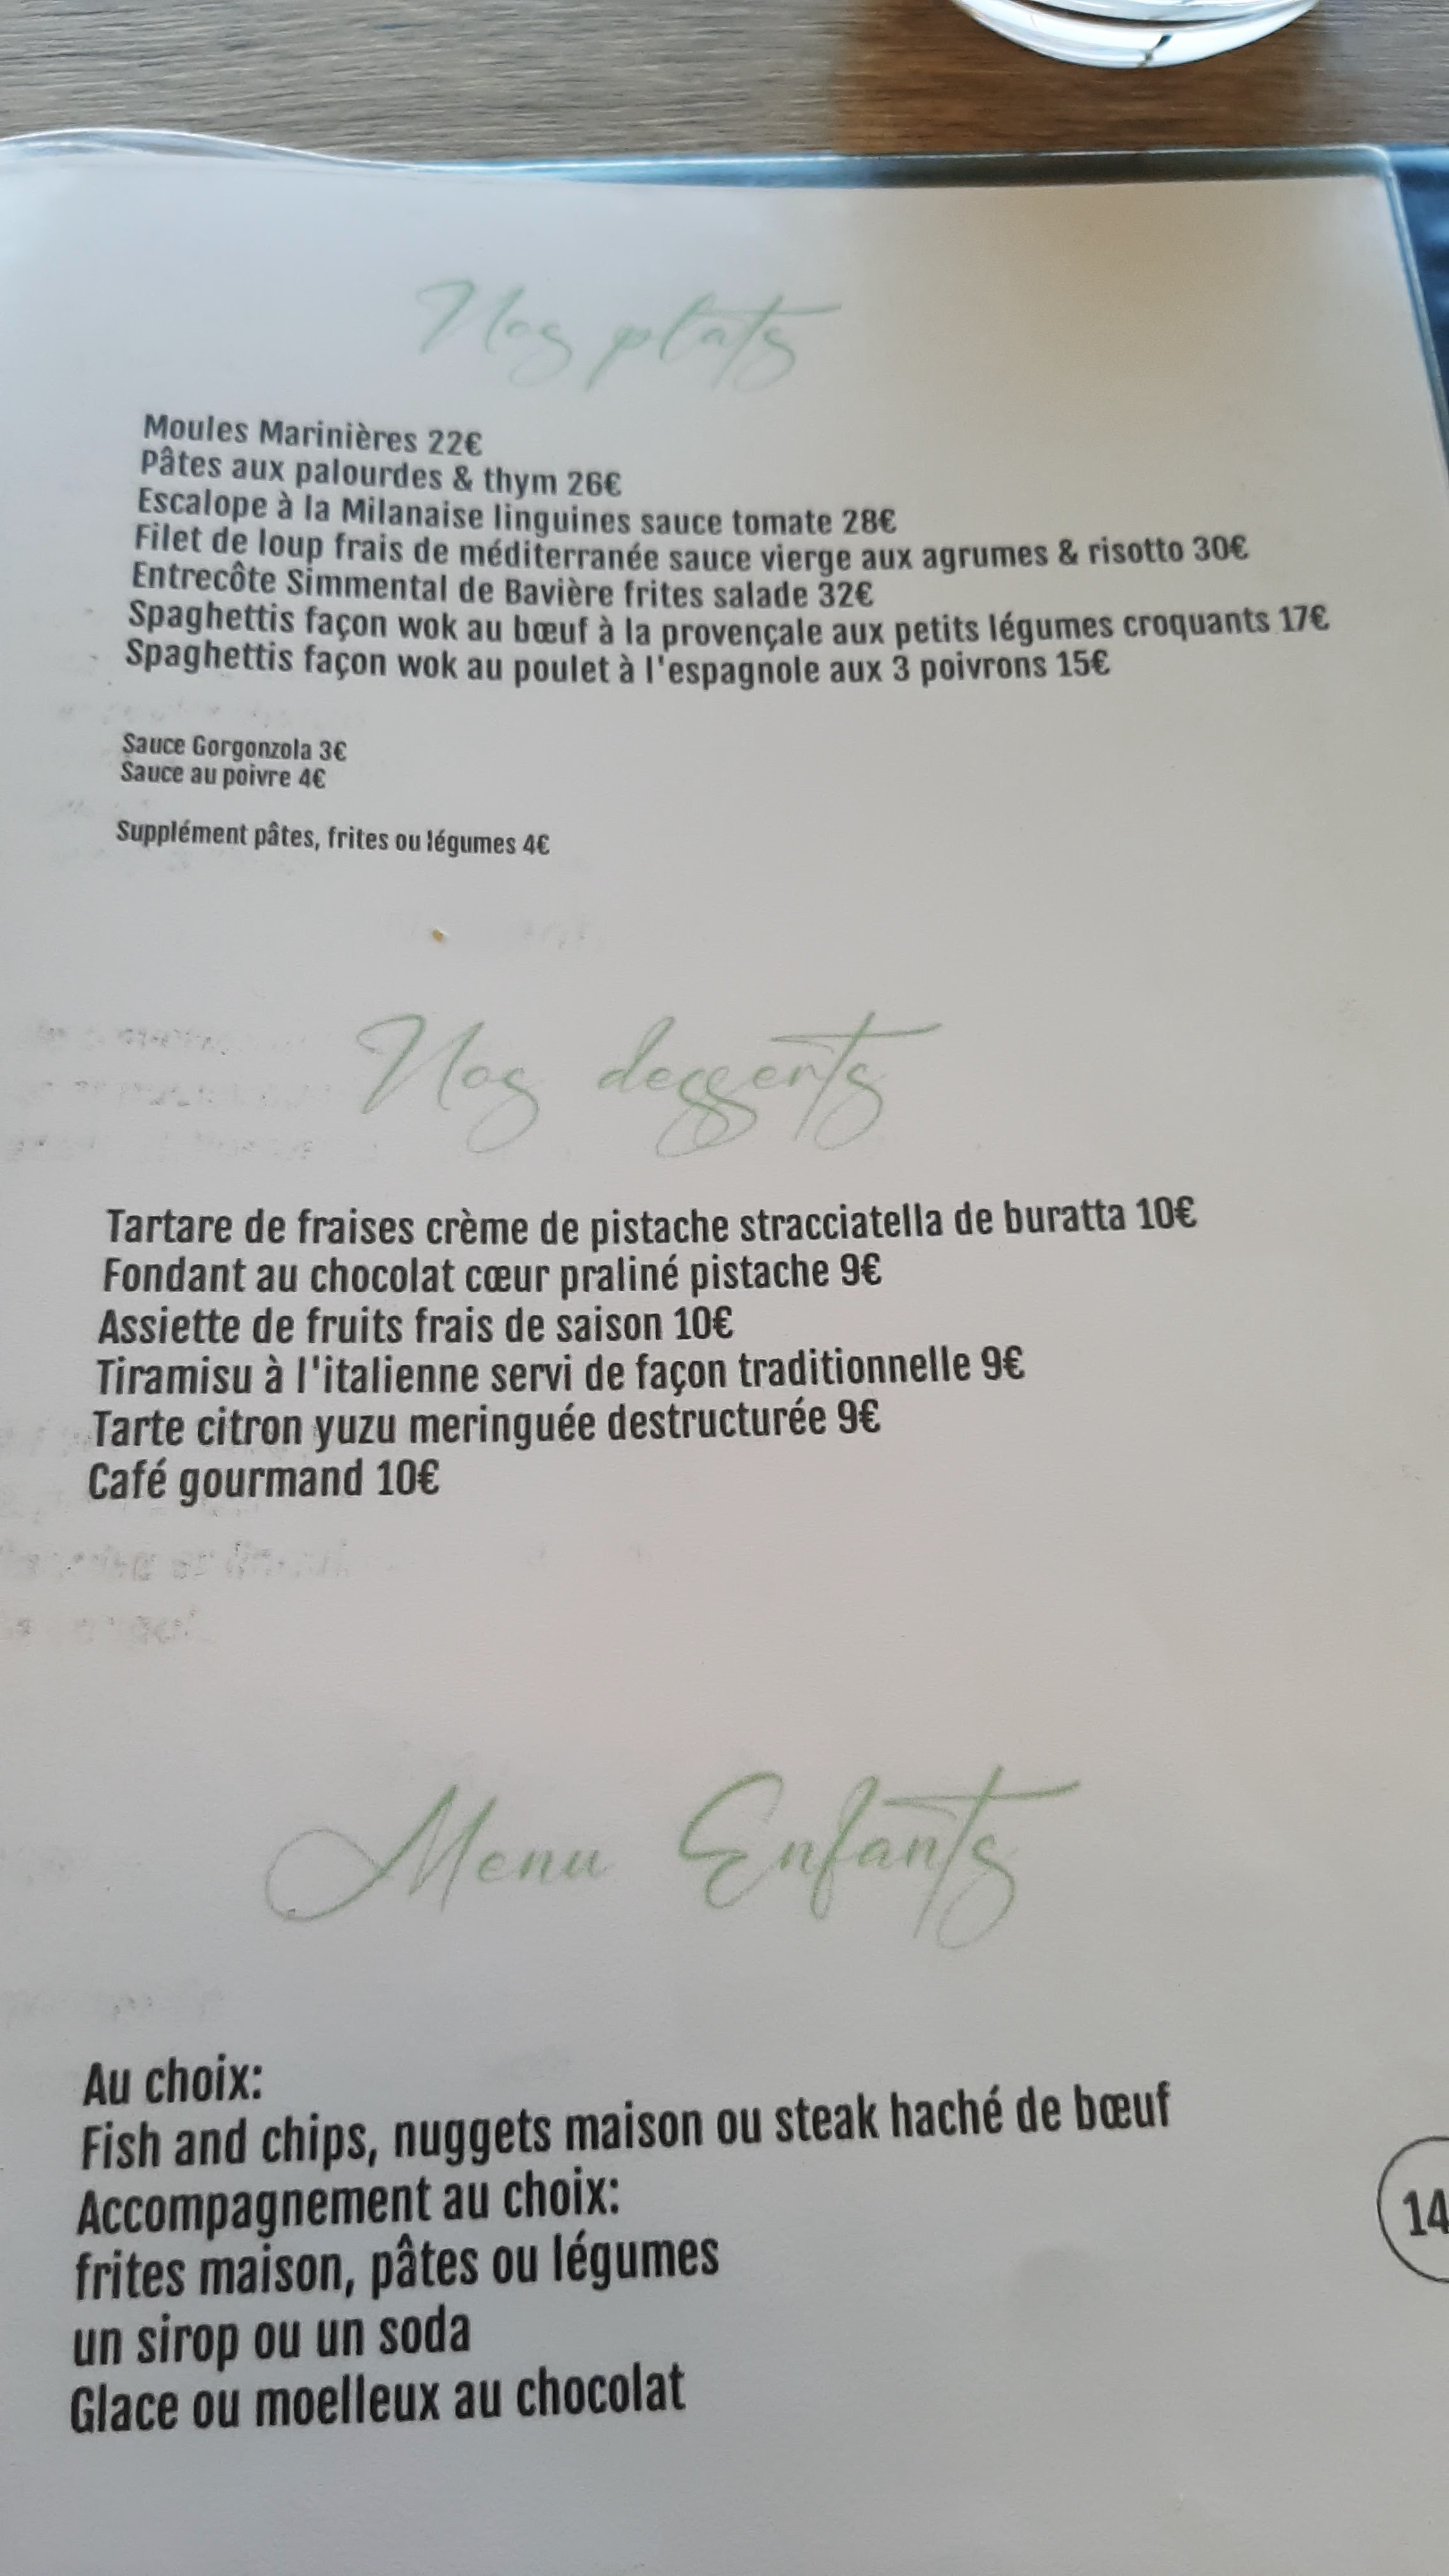 Nos plats
Moules Marinières 22€
Pâtes aux palourdes & thym 26€
Escalope à la Milanaise linguines sauce tomate 28€
Filet de loup frais de méditerranée sauce vierge aux agrumes & risotto 30€
Entrecôte Simmental de Bavière frites salade 32€
Spaghettis façon wok au bœuf à la provençale aux petits légumes croquants 17€
Spaghettis façon wok au poulet à l'espagnole aux 3 poivrons 15€
Sauce Gorgonzola 3€
Sauce au poivre 4€
Supplément pâtes, frites ou légumes 4€
Nos desserts
Tartare de fraises crème de pistache stracciatella de buratta 10€
Fondant au chocolat cœur praliné pistache 9€
Assiette de fruits frais de saison 10€
Tiramisu à l'italienne servi de façon traditionnelle 9€
Tarte citron yuzu meringuée destructurée 9€
Café gourmand 10€
Menu Enfants
Au choix:
Fish and chips, nuggets maison ou steak haché de bœuf
Accompagnement au choix:
14
frites maison, pâtes ou légumes
un sirop ou un soda
Glace ou moelleux au chocolat